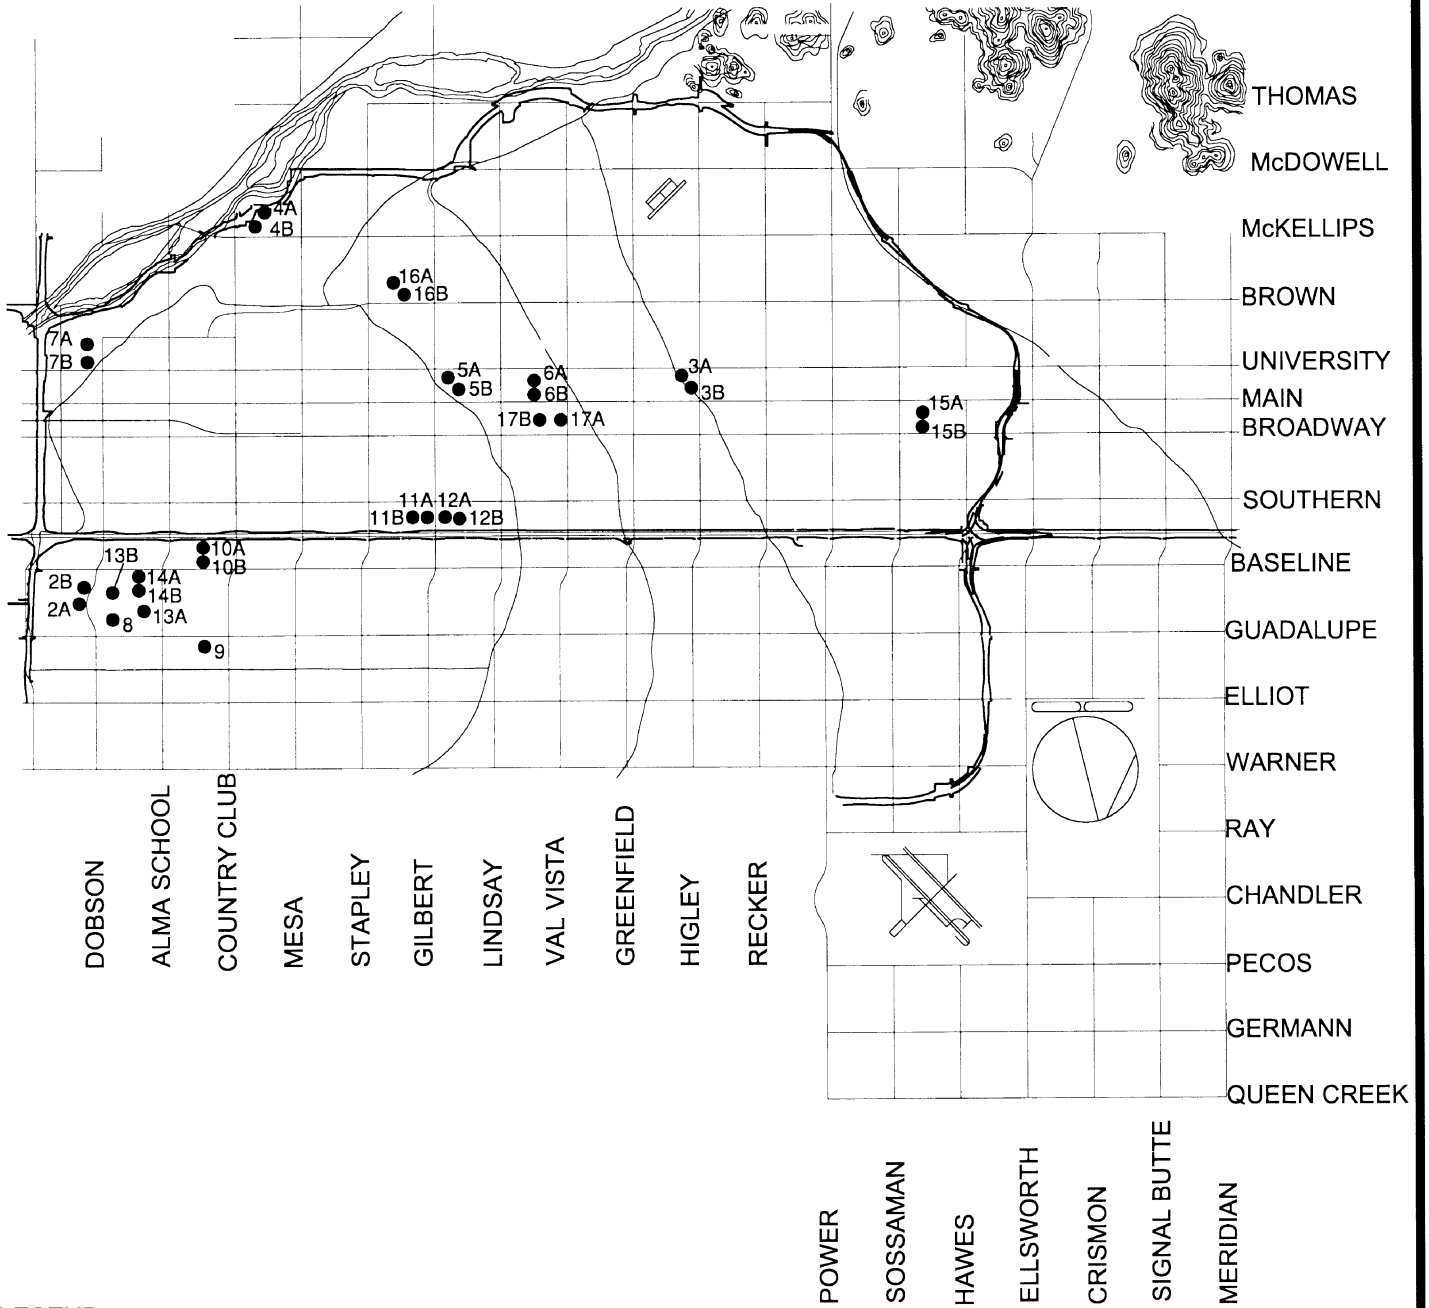 THOMAS
McDOWELL
4A
4B
McKELLIPS
16A
16B
BROWN
7A
7B
UNIVERSITY
5A
5B
6A
6B
3A
3B
MAIN
15A
15B
17B
17A
BROADWAY
11A 12A
11B
12B
SOUTHERN
13B
10A
10B
BASELINE
2B
14A
14B
2A
13A
8
GUADALUPE
9
ELLIOT
WARNER
RAY
CHANDLER
PECOS
GERMANN
QUEEN CREEK
DOBSON
ALMA SCHOOL
COUNTRY CLUB
MESA
STAPLEY
GILBERT
LINDSAY
VAL VISTA
GREENFIELD
HIGLEY
RECKER
POWER
SOSSAMAN
HAWES
ELLSWORTH
CRISMON
SIGNAL BUTTE
MERIDIAN